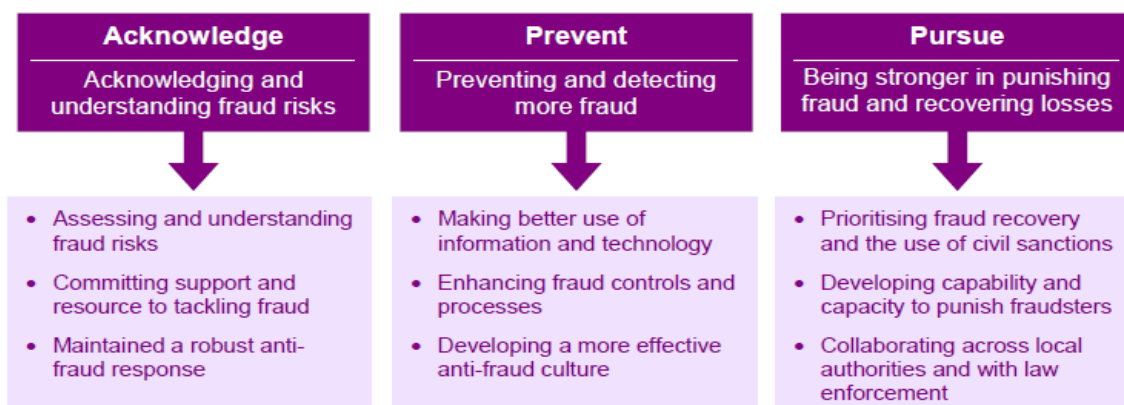 Acknowledge
Acknowledging and
understanding fraud risks
• Assessing and understanding
fraud risks
• Committing support and
resource to tackling fraud
• Maintained a robust anti-
fraud response
Prevent
Preventing and detecting
more fraud
• Making better use of
information and technology
• Enhancing fraud controls and
processes
• Developing a more effective
anti-fraud culture
Pursue
Being stronger in punishing
fraud and recovering losses
• Prioritising fraud recovery
and the use of civil sanctions
• Developing capability and
capacity to punish fraudsters
• Collaborating across local
authorities and with law
enforcement